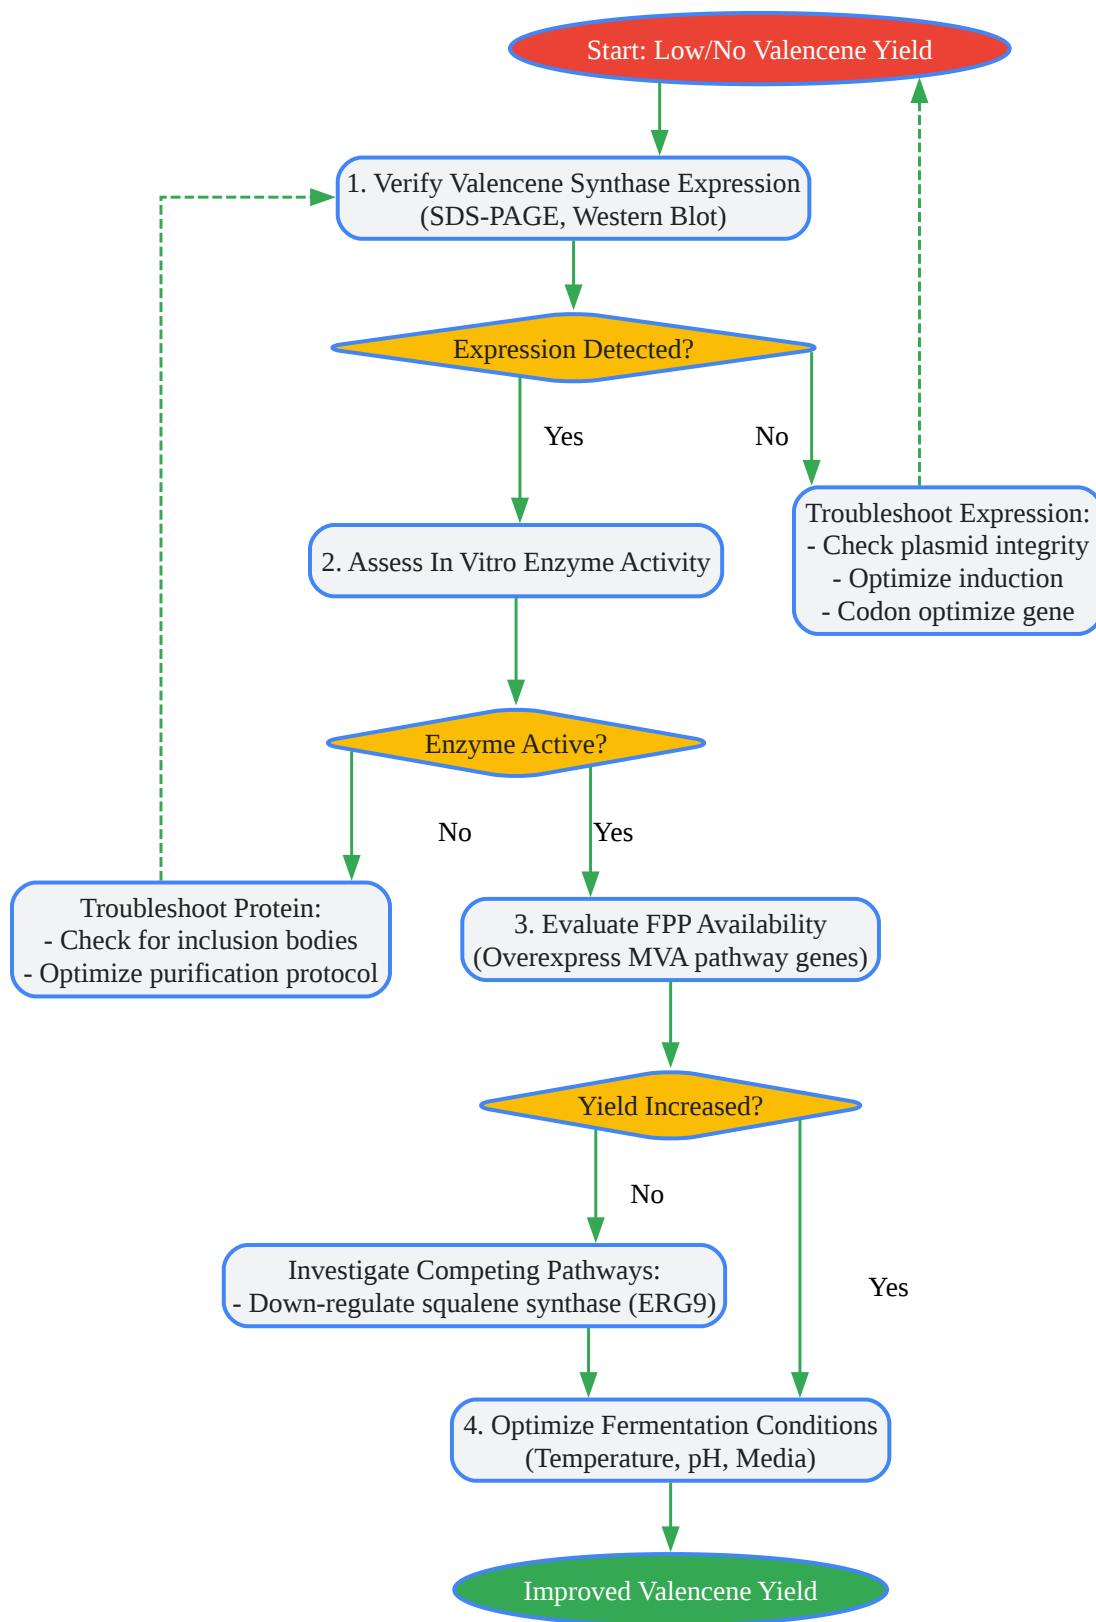 Start: Low/No Valencene Yield
1. Verify Valencene Synthase Expression
(SDS-PAGE, Western Blot)
Expression Detected?
Yes
No
Troubleshoot Expression:
- Check plasmid integrity
- Optimize induction
- Codon optimize gene
2. Assess In Vitro Enzyme Activity
Enzyme Active?
No
Yes
Troubleshoot Protein:
- Check for inclusion bodies
- Optimize purification protocol
3. Evaluate FPP Availability
(Overexpress MVA pathway genes)
Yield Increased?
No
Yes
Investigate Competing Pathways:
- Down-regulate squalene synthase (ERG9)
4. Optimize Fermentation Conditions
(Temperature, pH, Media)
Improved Valencene Yield